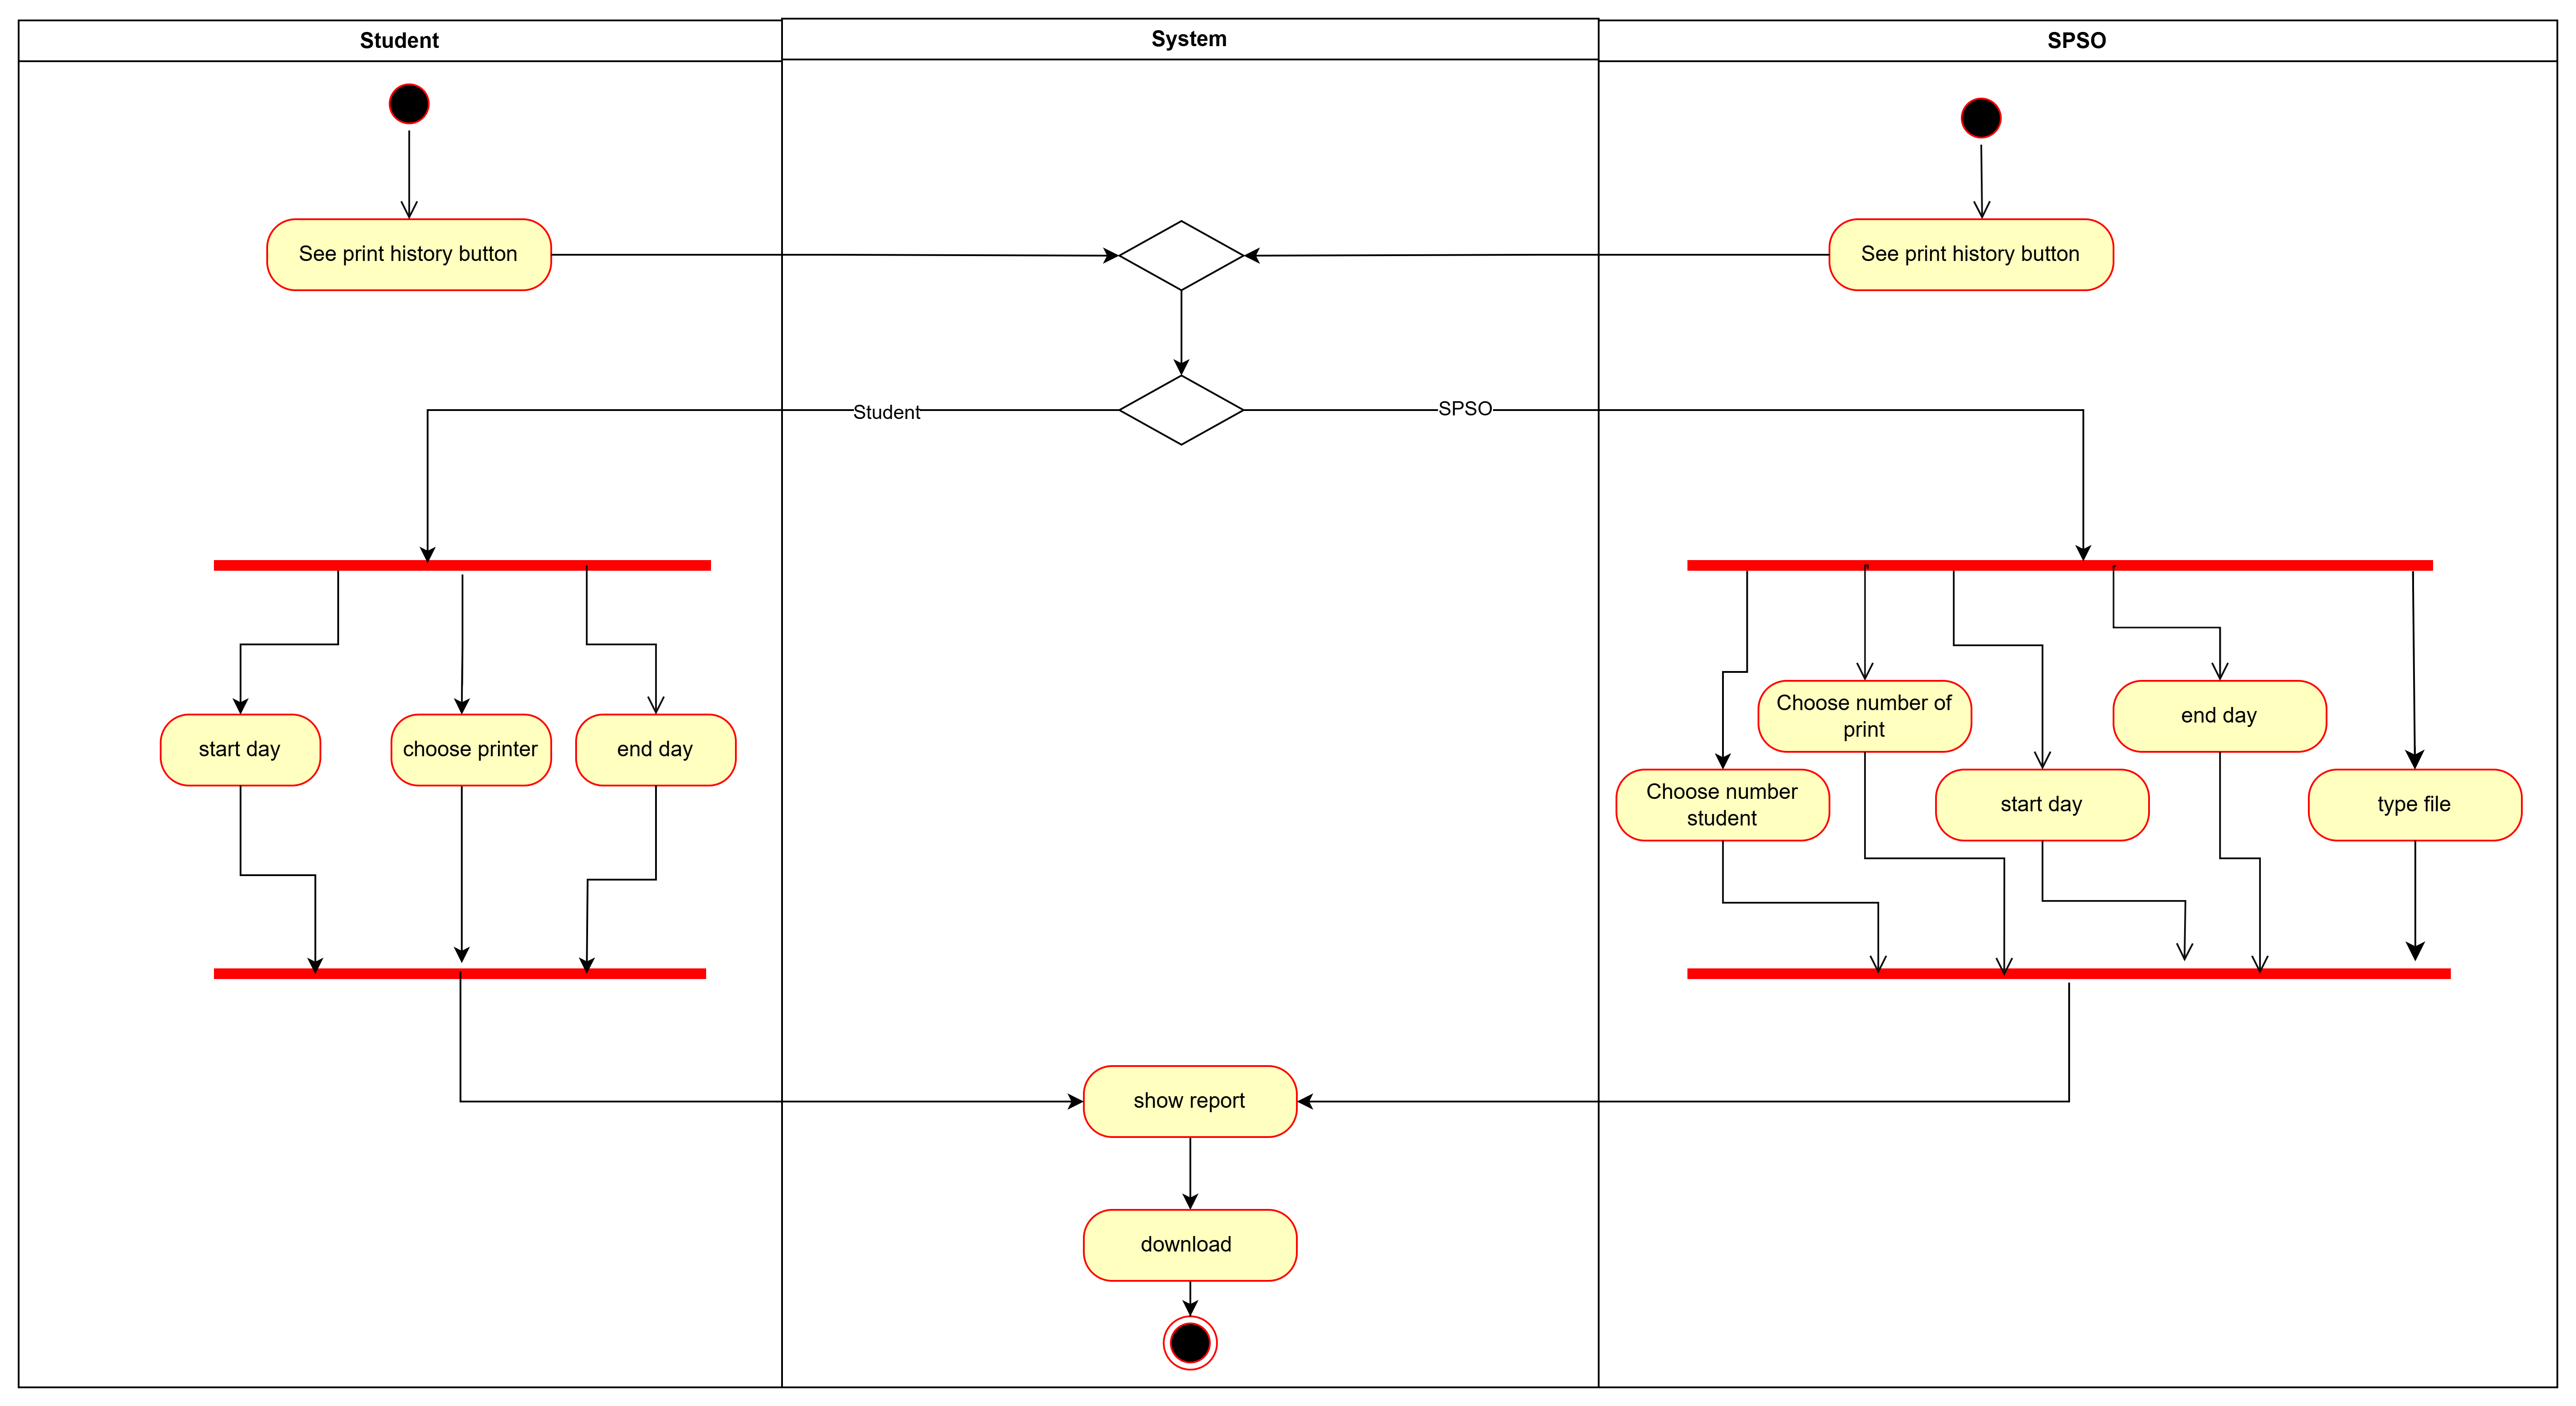 Student
System
SPSO
See print history button
See print history button
Student
SPSO
start day
choose printer
end day
Choose number of
print
end day
Choose number
student
start day
type file
show report
download